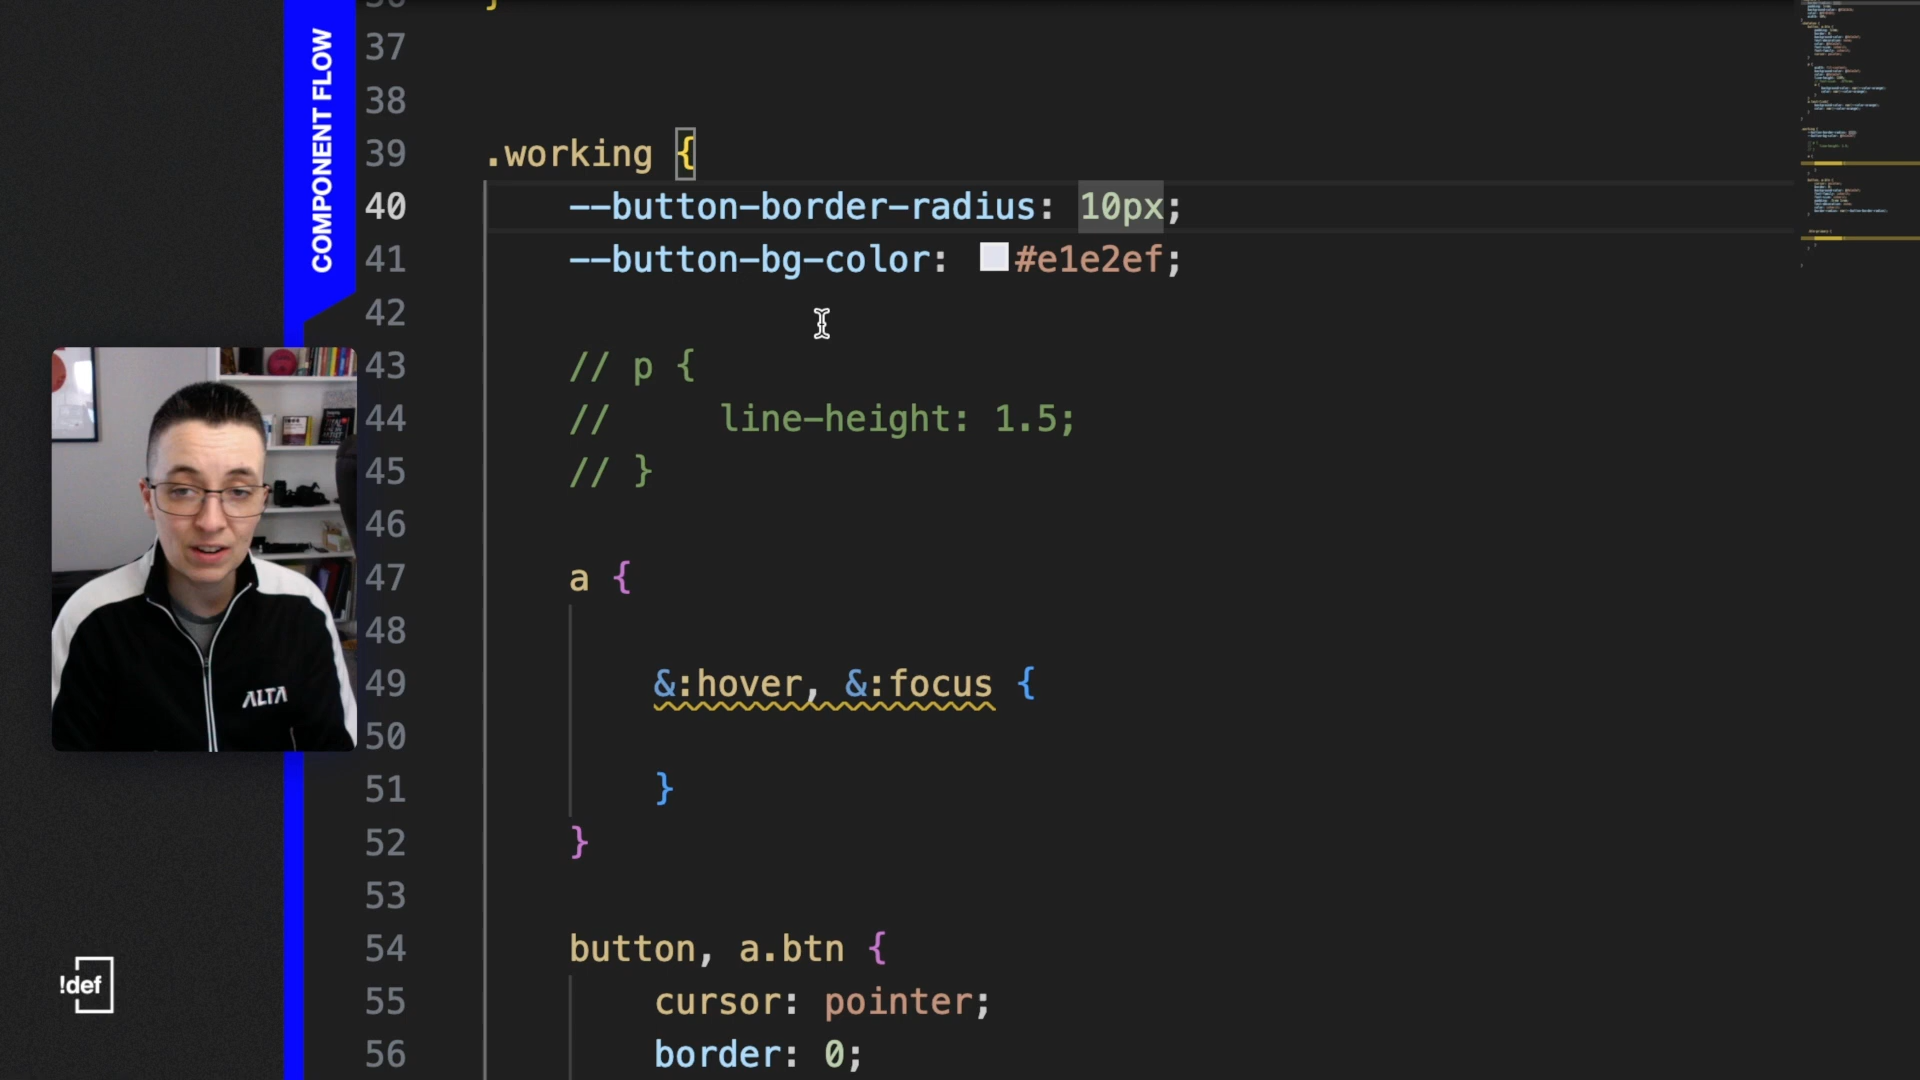 COMPONENT FLOW
37
38
39 .working {
40 --button-border-radius: 10px;
41 --button-bg-color: #e1e2ef;
42
43 // p {
44 // line-height: 1.5;
45 // }
46
47 a {
48
49 &:hover, &:focus {
50
51 }
52 }
53
54 button, a.btn {
55 cursor: pointer;
56 border: 0;
ALTA
!def